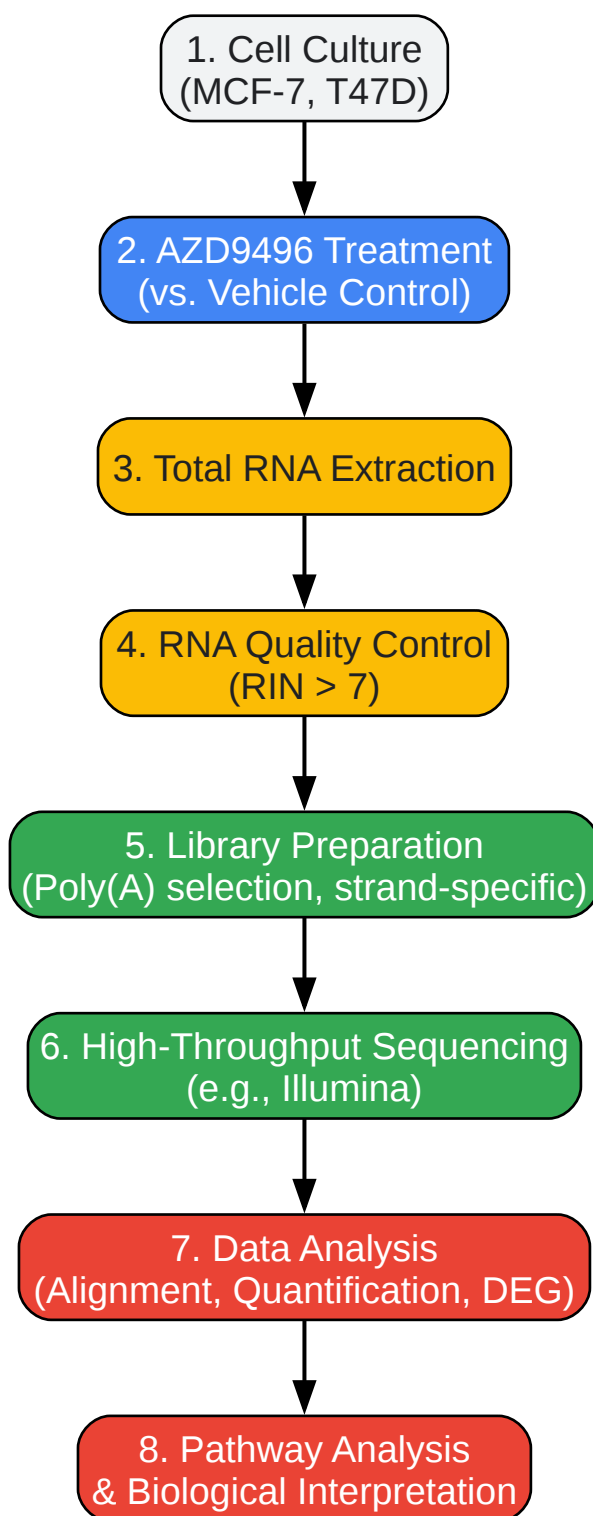 1. Cell Culture
(MCF-7, T47D)
2. AZD9496 Treatment
(vs. Vehicle Control)
3. Total RNA Extraction
4. RNA Quality Control
(RIN > 7)
5. Library Preparation
(Poly(A) selection, strand-specific)
6. High-Throughput Sequencing
(e.g., Illumina)
7. Data Analysis
(Alignment, Quantification, DEG)
8. Pathway Analysis
& Biological Interpretation